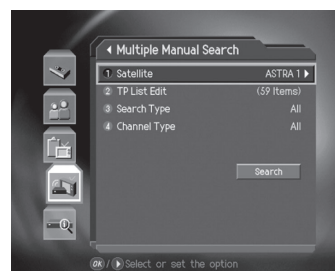 ◀ Multiple Manual Search
1 Satellite ASTRA 1 ▶
2 TP List Edit (59 Items)
3 Search Type All
4 Channel Type All
Search
OK / ▶ Select or set the option